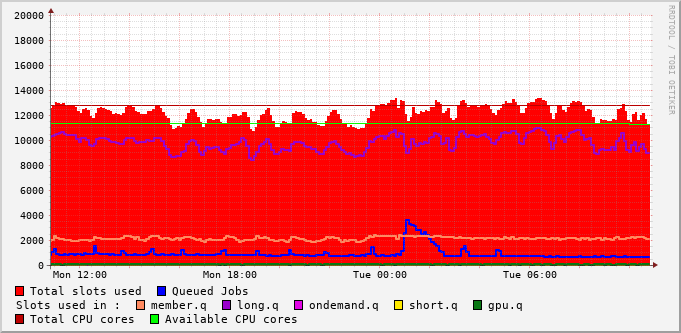 20000
18000
16000
14000
12000
10000
8000
6000
4000
2000
0
Mon 12:00 Mon 18:00 Tue 00:00 Tue 06:00
RRDTOOL / TOBI OETIKER
Total slots used Queued Jobs
Slots used in : member.q long.q ondemand.q short.q gpu.q
Total CPU cores Available CPU cores